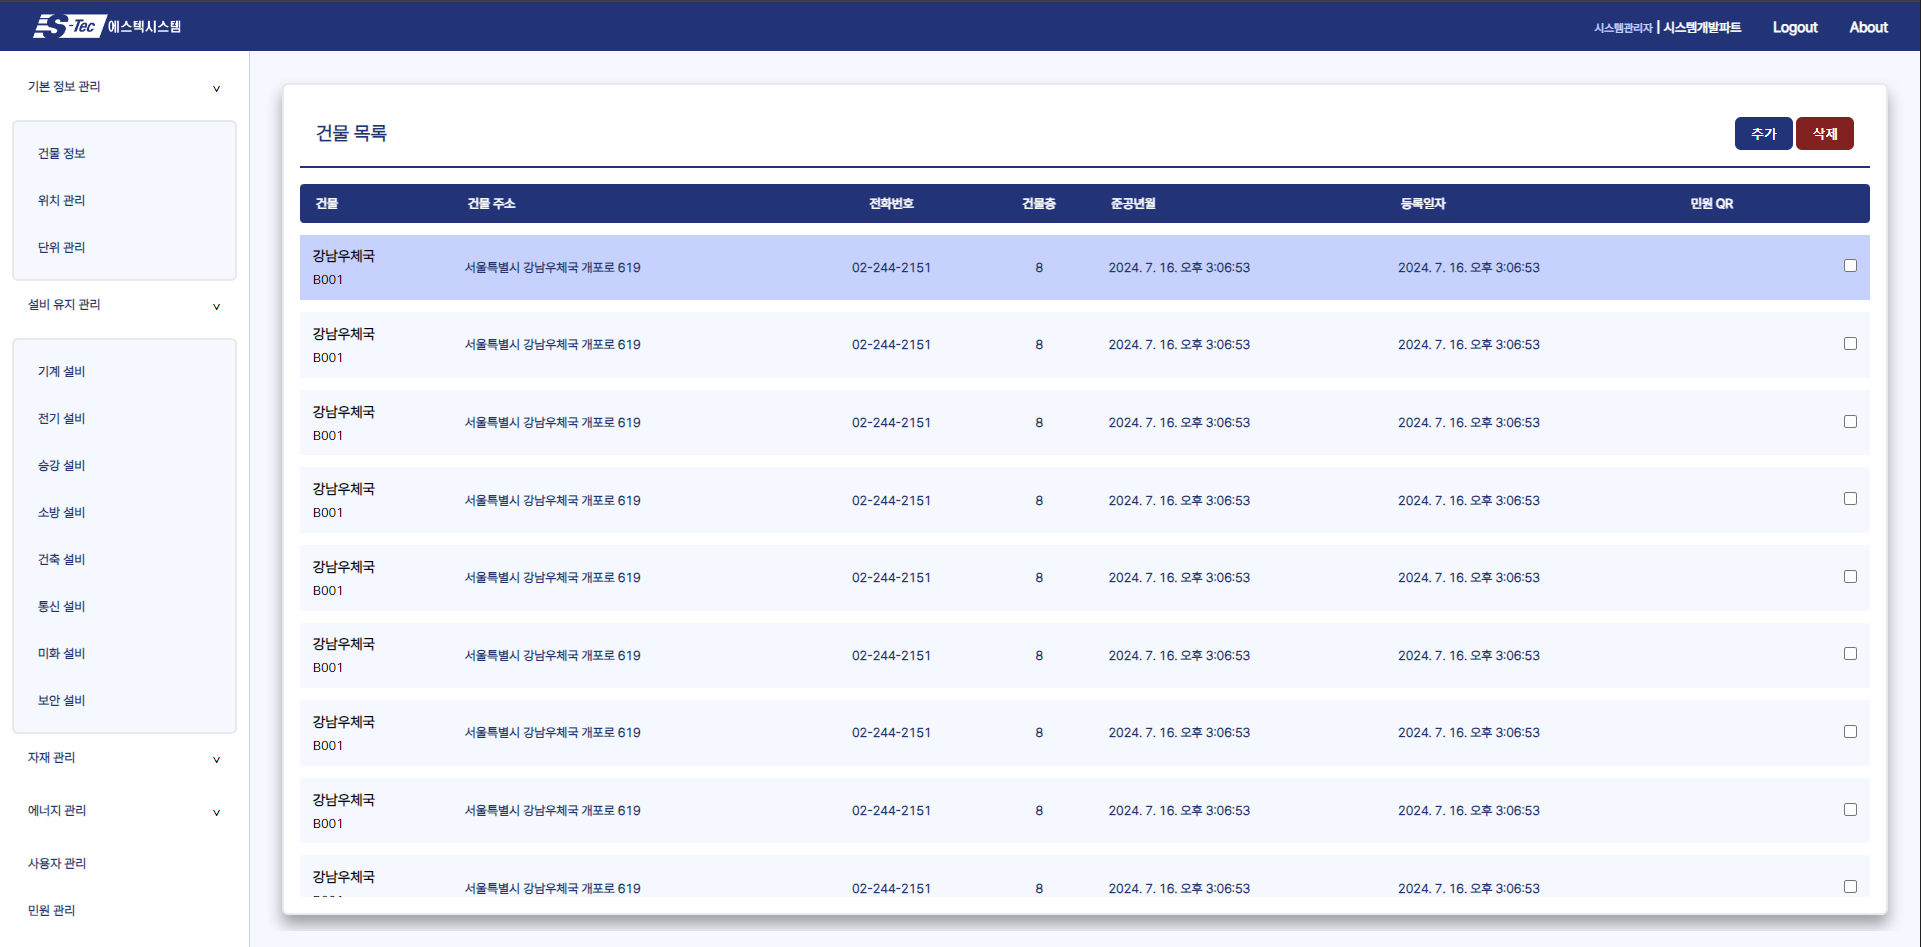 S-Tec 에스텍시스템
시스템관리자 | 시스템개발파트 Logout About
기본 정보 관리 v
건물 정보
위치 관리
단위 관리
설비 유지 관리 v
기계 설비
전기 설비
승강 설비
소방 설비
건축 설비
통신 설비
미화 설비
보안 설비
자재 관리 v
에너지 관리 v
사용자 관리
민원 관리
건물 목록 추가 삭제
건물 건물 주소 전화번호 건물층 준공년월 등록일자 민원 QR
강남우체국
B001
서울특별시 강남우체국 개포로 619 02-244-2151 8 2024. 7. 16. 오후 3:06:53 2024. 7. 16. 오후 3:06:53
강남우체국
B001
서울특별시 강남우체국 개포로 619 02-244-2151 8 2024. 7. 16. 오후 3:06:53 2024. 7. 16. 오후 3:06:53
강남우체국
B001
서울특별시 강남우체국 개포로 619 02-244-2151 8 2024. 7. 16. 오후 3:06:53 2024. 7. 16. 오후 3:06:53
강남우체국
B001
서울특별시 강남우체국 개포로 619 02-244-2151 8 2024. 7. 16. 오후 3:06:53 2024. 7. 16. 오후 3:06:53
강남우체국
B001
서울특별시 강남우체국 개포로 619 02-244-2151 8 2024. 7. 16. 오후 3:06:53 2024. 7. 16. 오후 3:06:53
강남우체국
B001
서울특별시 강남우체국 개포로 619 02-244-2151 8 2024. 7. 16. 오후 3:06:53 2024. 7. 16. 오후 3:06:53
강남우체국
B001
서울특별시 강남우체국 개포로 619 02-244-2151 8 2024. 7. 16. 오후 3:06:53 2024. 7. 16. 오후 3:06:53
강남우체국
B001
서울특별시 강남우체국 개포로 619 02-244-2151 8 2024. 7. 16. 오후 3:06:53 2024. 7. 16. 오후 3:06:53
강남우체국
서울특별시 강남우체국 개포로 619 02-244-2151 8 2024. 7. 16. 오후 3:06:53 2024. 7. 16. 오후 3:06:53